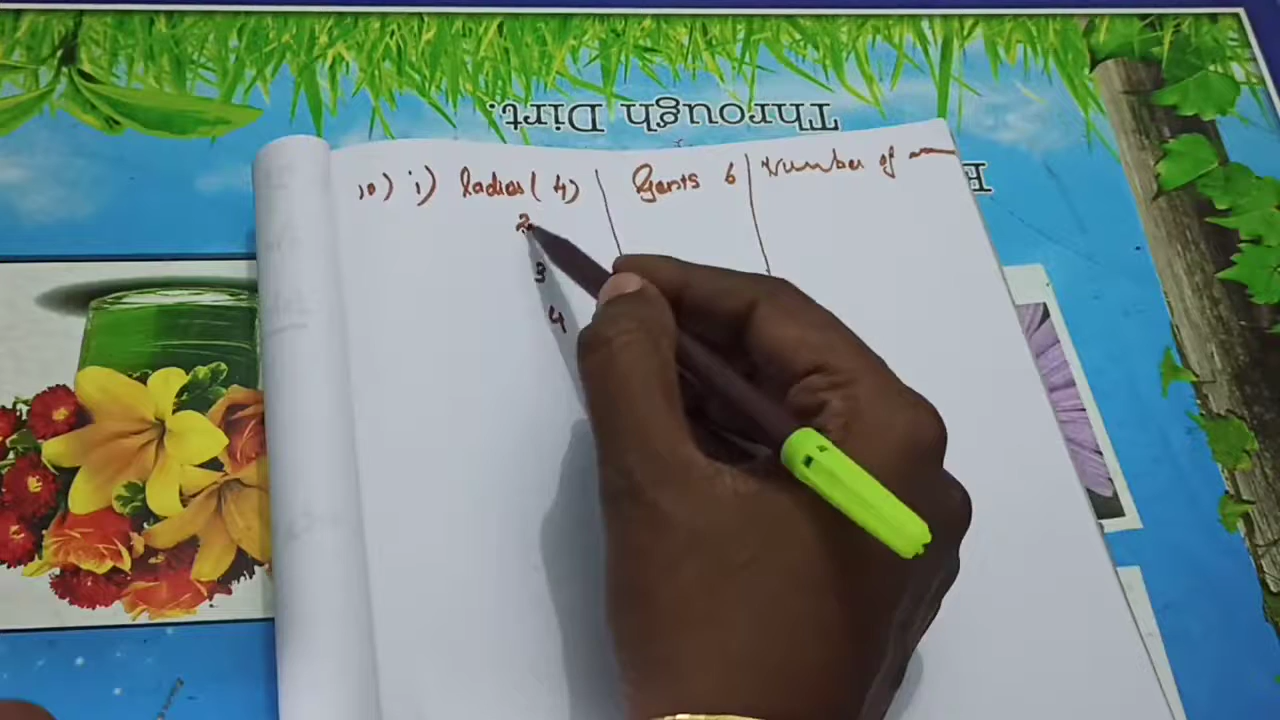 Through Dirt.
10) i) ladies ( 4) Gents 6 Number of
2
3
4